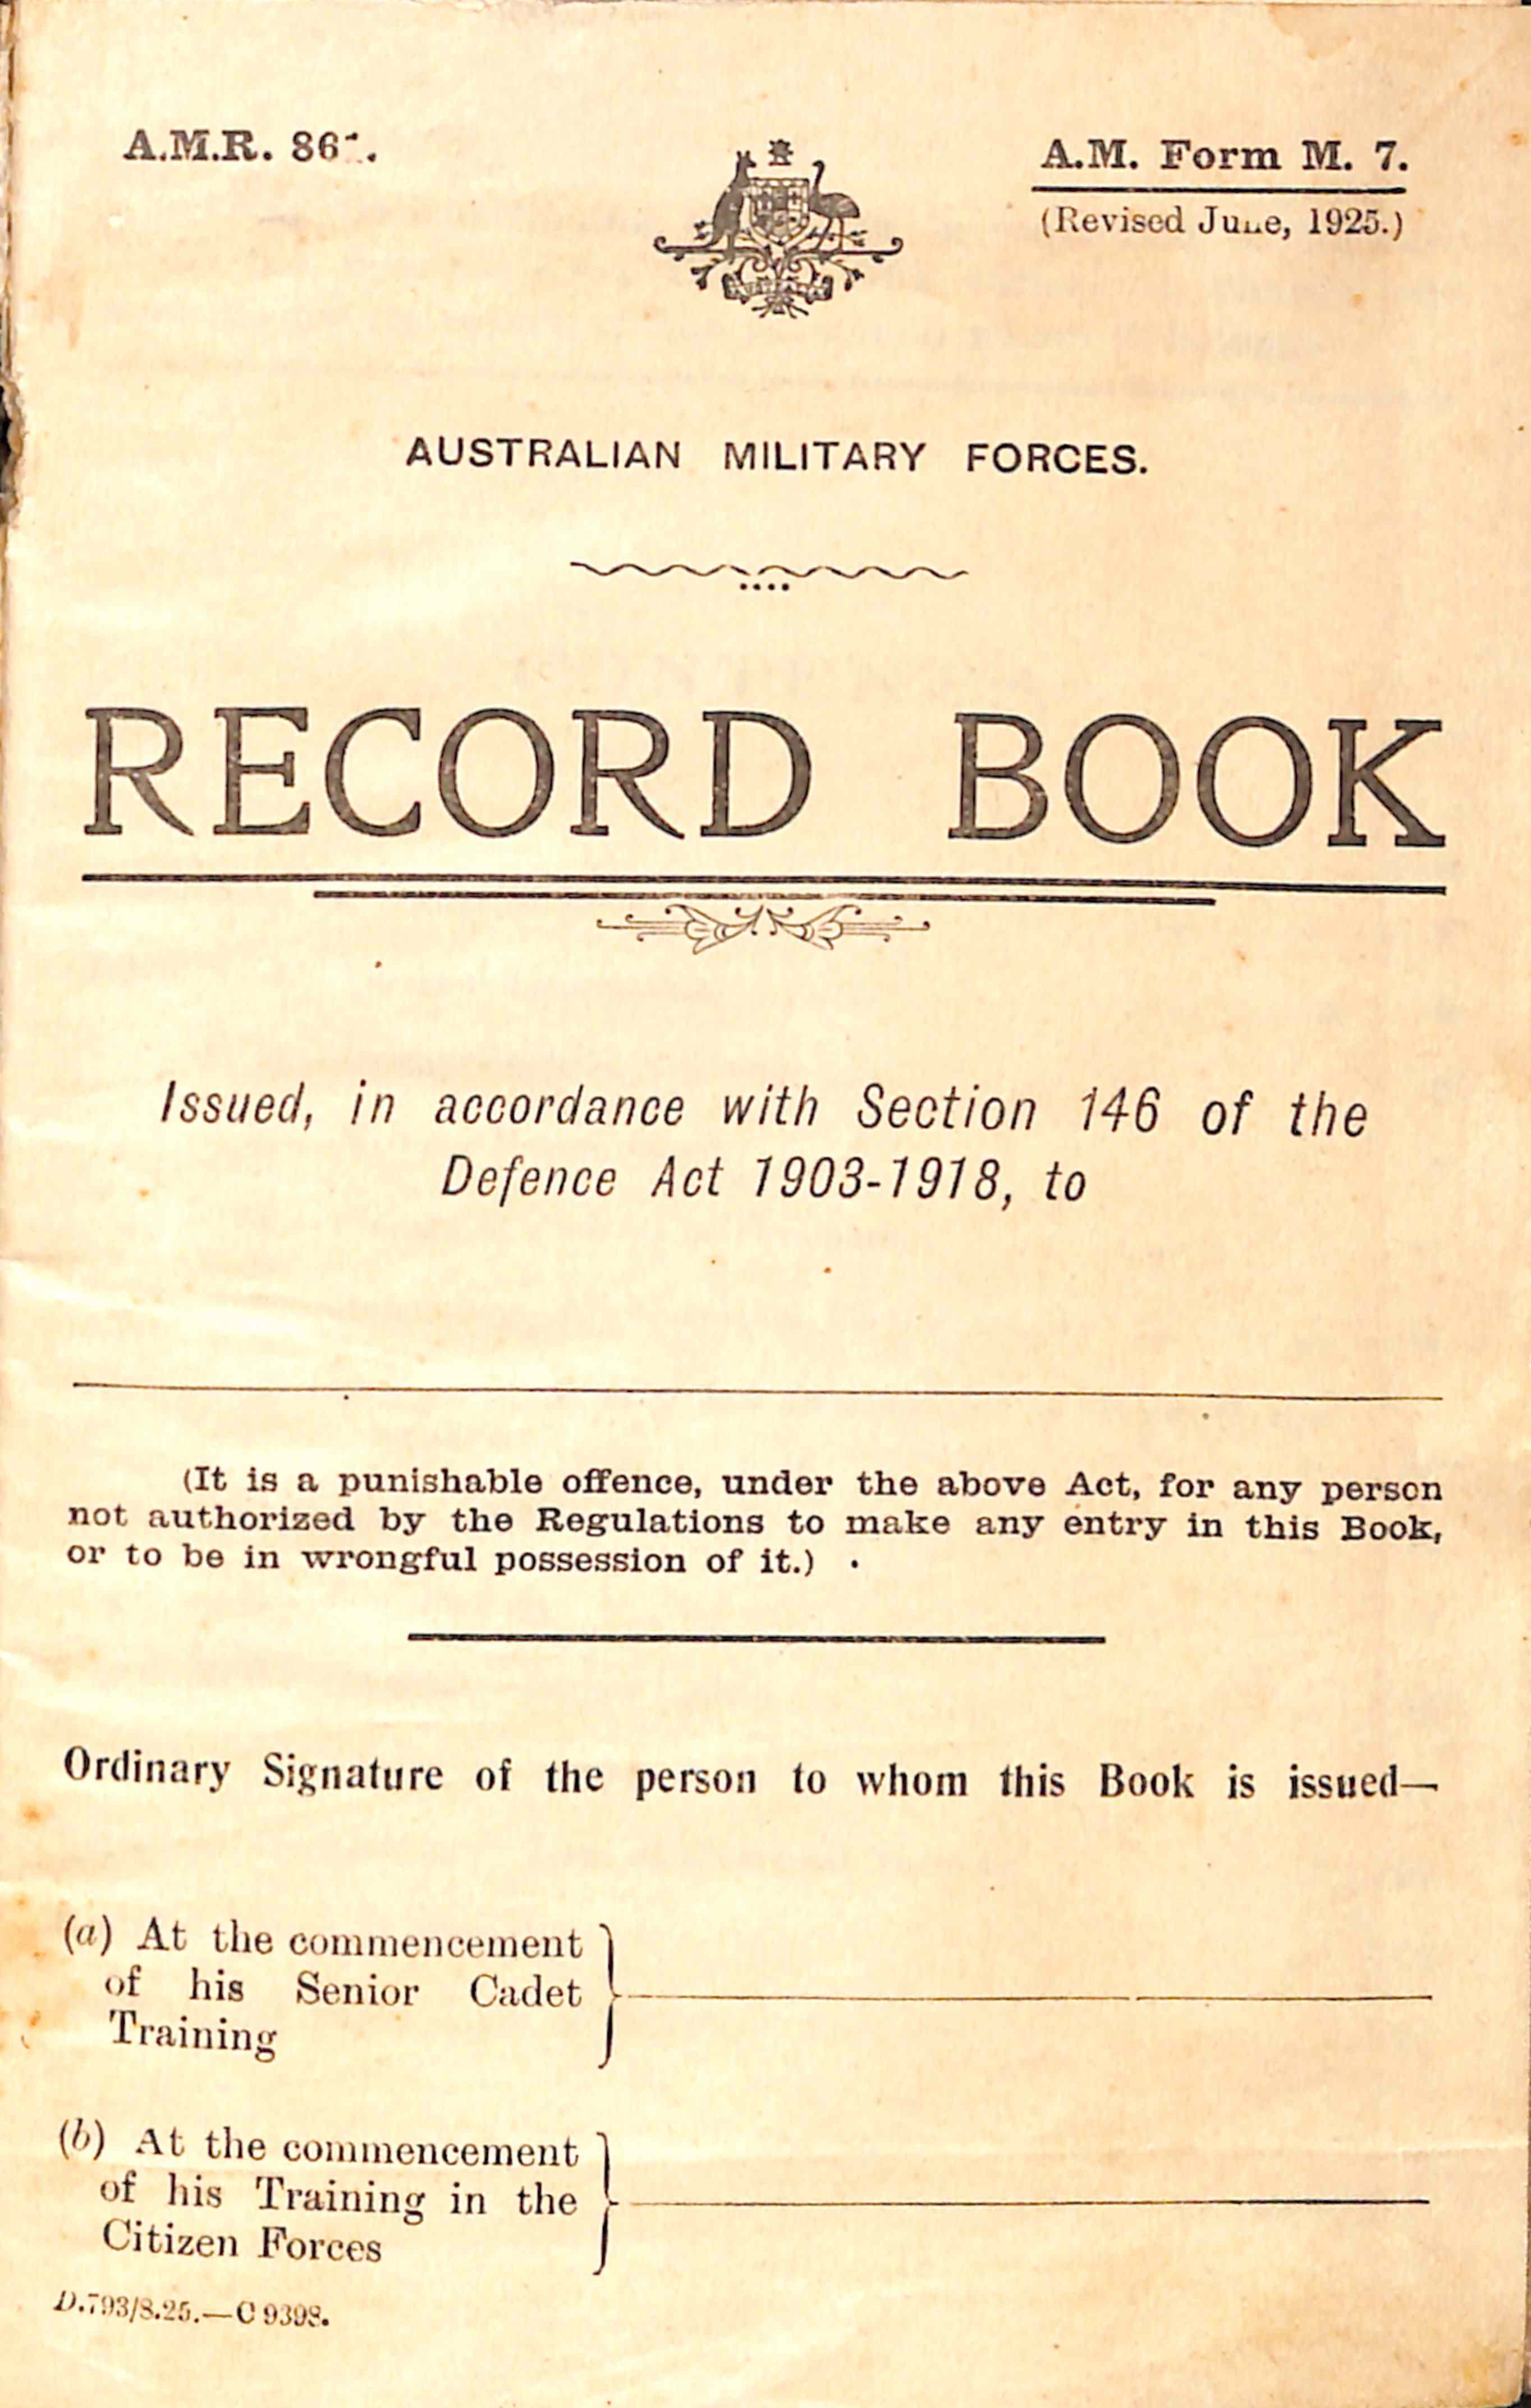 A.M.R. 86
A.M. Form M. 7.
(Revised June, 1925.)
AUSTRALIAN MILITARY FORCES.
RECORD BOOK
Issued, in accordance with Section 146 of the
Defence Act 1903-1918, to
(It is a punishable offence, under the above Act, for any person
not authorized by the Regulations to make any entry in this Book,
or to be in wrongful possession of it.)
Ordinary Signature of the person to whom this Book is issued—
(a) At the commencement
of his Senior Cadet
Training
(b) At the commencement
of his Training in the
Citizen Forces
D.793/8.25.—C 9398.